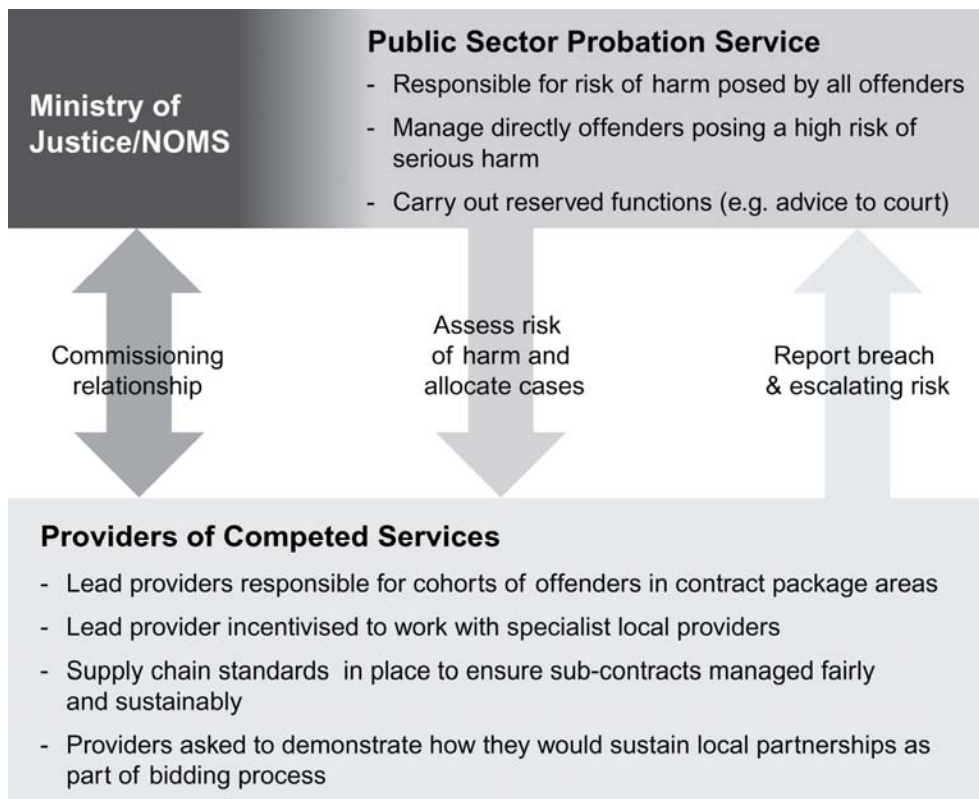 Ministry of
Justice/NOMS
Public Sector Probation Service
- Responsible for risk of harm posed by all offenders
- Manage directly offenders posing a high risk of
serious harm
- Carry out reserved functions (e.g. advice to court)
Commissioning
relationship
Assess risk
of harm and
allocate cases
Report breach
& escalating risk
Providers of Competed Services
- Lead providers responsible for cohorts of offenders in contract package areas
- Lead provider incentivised to work with specialist local providers
- Supply chain standards in place to ensure sub-contracts managed fairly
and sustainably
- Providers asked to demonstrate how they would sustain local partnerships as
part of bidding process